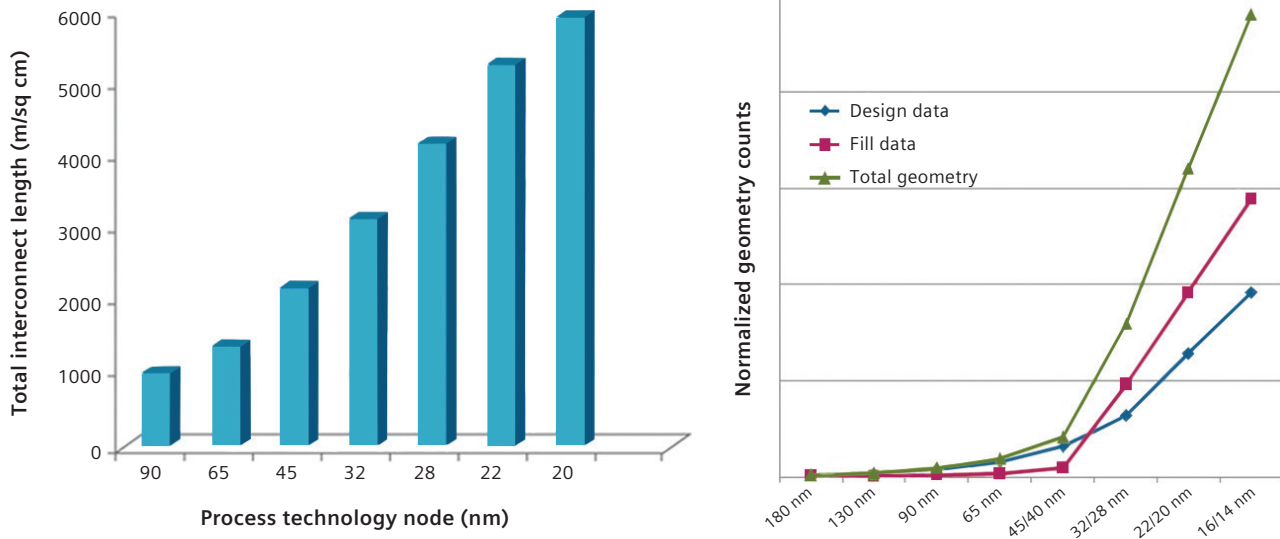 Total interconnect length (m/sq cm)
6000
5000
4000
3000
2000
1000
0
90 65 45 32 28 22 20
Process technology node (nm)
Normalized geometry counts
Design data
Fill data
Total geometry
180 nm 130 nm 90 nm 65 nm 45/40 nm 32/28 nm 22/20 nm 16/14 nm